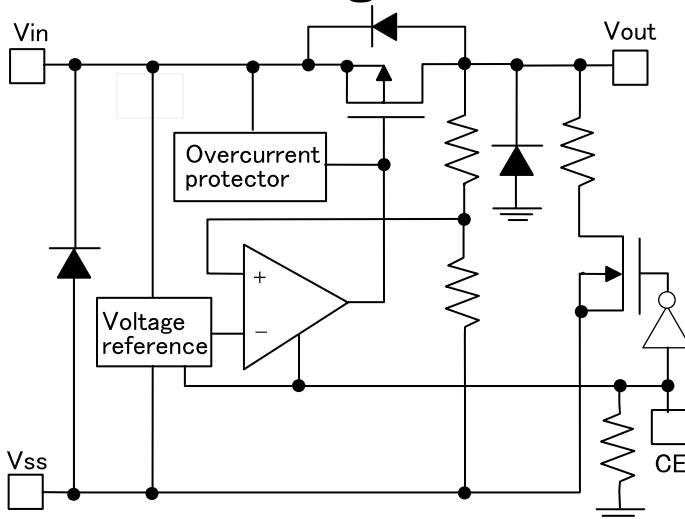 Vin
Vout
Overcurrent
protector
+
Voltage
reference
−
Vss
CE